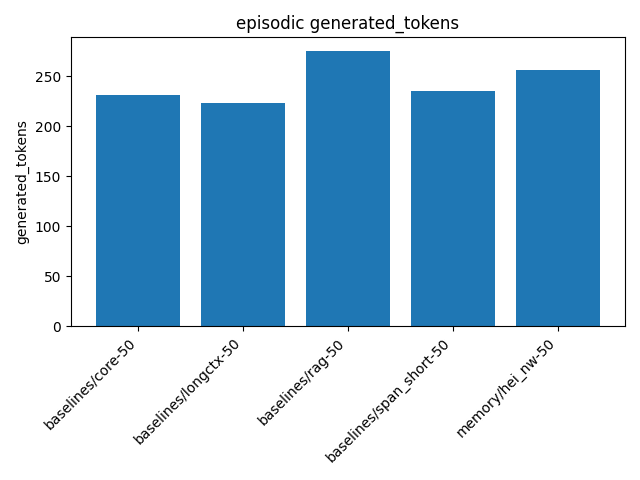 episodic generated_tokens
generated_tokens
250
200
150
100
50
0
baselines/core-50
baselines/longctx-50
baselines/rag-50
baselines/span_short-50
memory/hei_nw-50